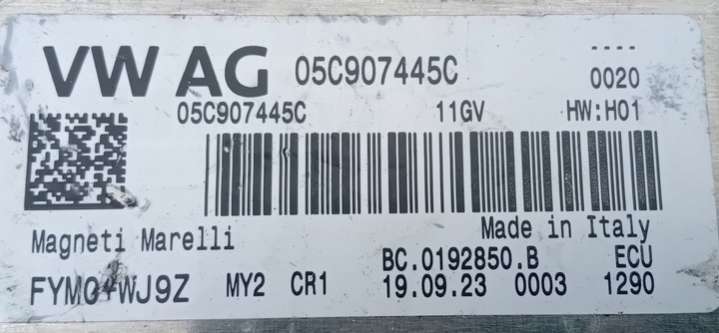 VW AG 05C907445C ----
0020
05C907445C 11GV HW:H01
Magneti Marelli Made in Italy
BC.0192850.B ECU
MY2 CR1 19.09.23 0003 1290